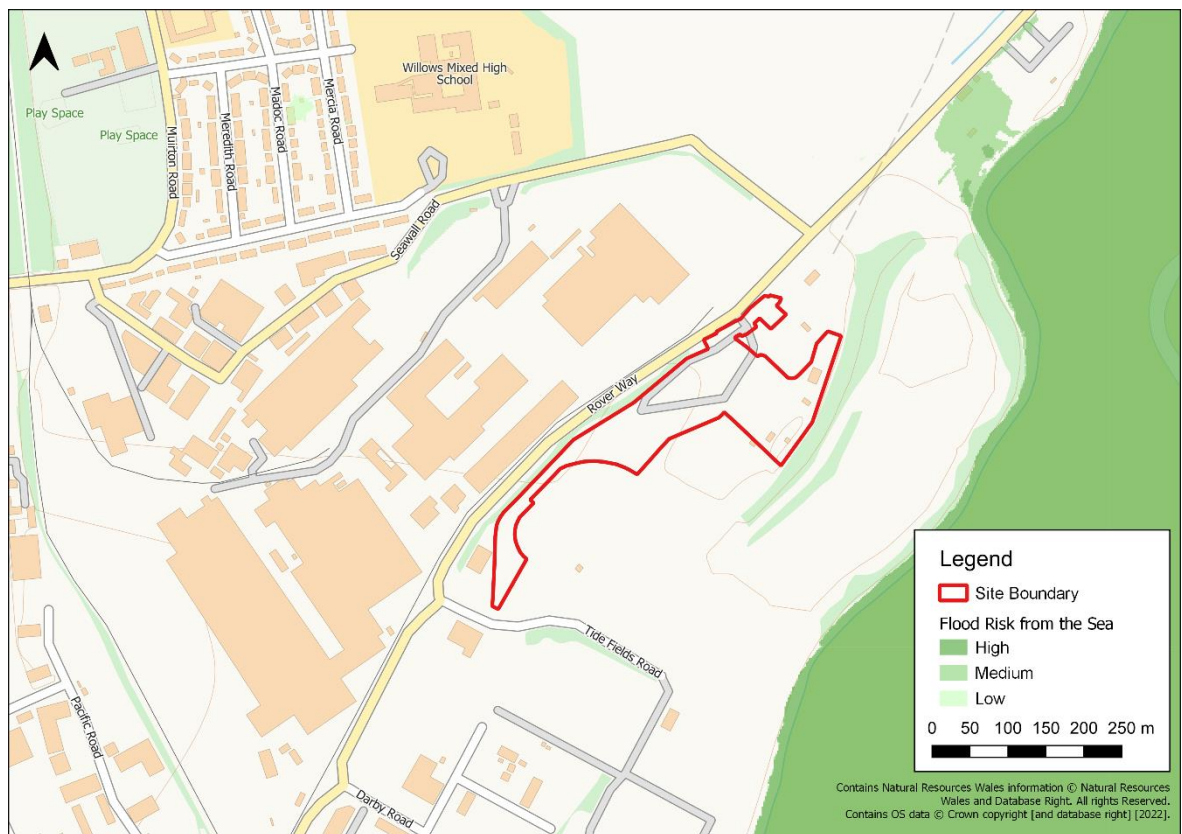 Willows Mixed High
School
Play Space
Play Space
Muirton Road
Meredith Road
Madoc Road
Mercia Road
Seawall Road
Rover Way
Tide Fields Road
Pacific Road
Darby Road
Legend
Site Boundary
Flood Risk from the Sea
High
Medium
Low
0 50 100 150 200 250 m
Contains Natural Resources Wales information © Natural Resources
Wales and Database Right. All rights Reserved.
Contains OS data © Crown copyright [and database right] [2022].